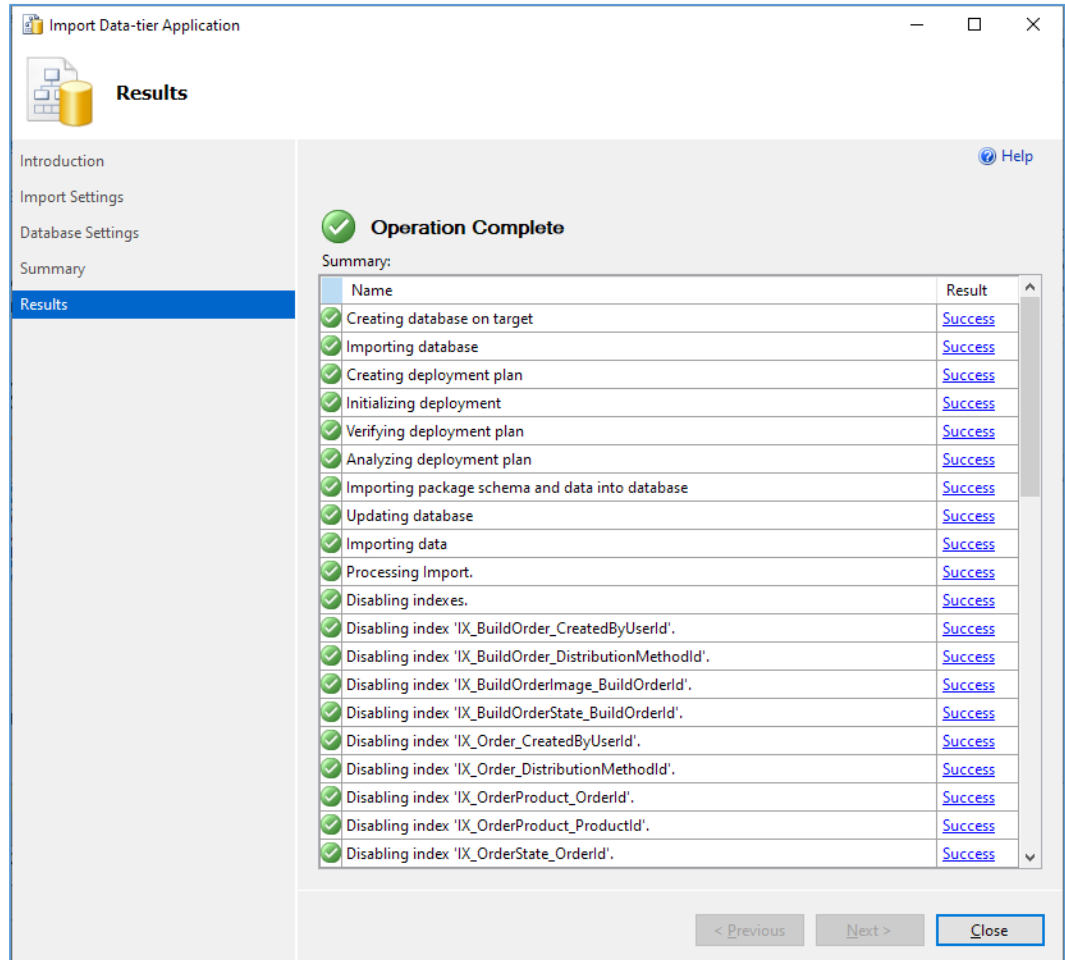 Import Data-tier Application
Results
Introduction
Import Settings
Database Settings
Summary
Results
Help
Operation Complete
Summary:
Name Result
Creating database on target Success
Importing database Success
Creating deployment plan Success
Initializing deployment Success
Verifying deployment plan Success
Analyzing deployment plan Success
Importing package schema and data into database Success
Updating database Success
Importing data Success
Processing Import. Success
Disabling indexes. Success
Disabling index 'IX_BuildOrder_CreatedByUserId'. Success
Disabling index 'IX_BuildOrder_DistributionMethodId'. Success
Disabling index 'IX_BuildOrderImage_BuildOrderId'. Success
Disabling index 'IX_BuildOrderState_BuildOrderId'. Success
Disabling index 'IX_Order_CreatedByUserId'. Success
Disabling index 'IX_Order_DistributionMethodId'. Success
Disabling index 'IX_OrderProduct_OrderId'. Success
Disabling index 'IX_OrderProduct_ProductId'. Success
Disabling index 'IX_OrderState_OrderId'. Success
< Previous Next > Close